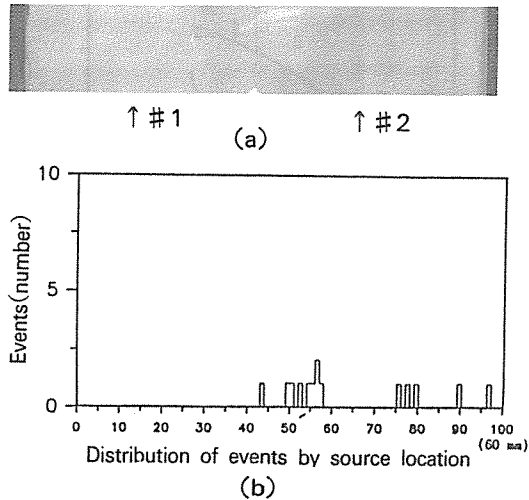 ↑ #1 ↑ #2
(a)
10
5
0
Events(number)
0 10 20 30 40 50 60 70 80 90 100
(60 mm)
Distribution of events by source location
(b)